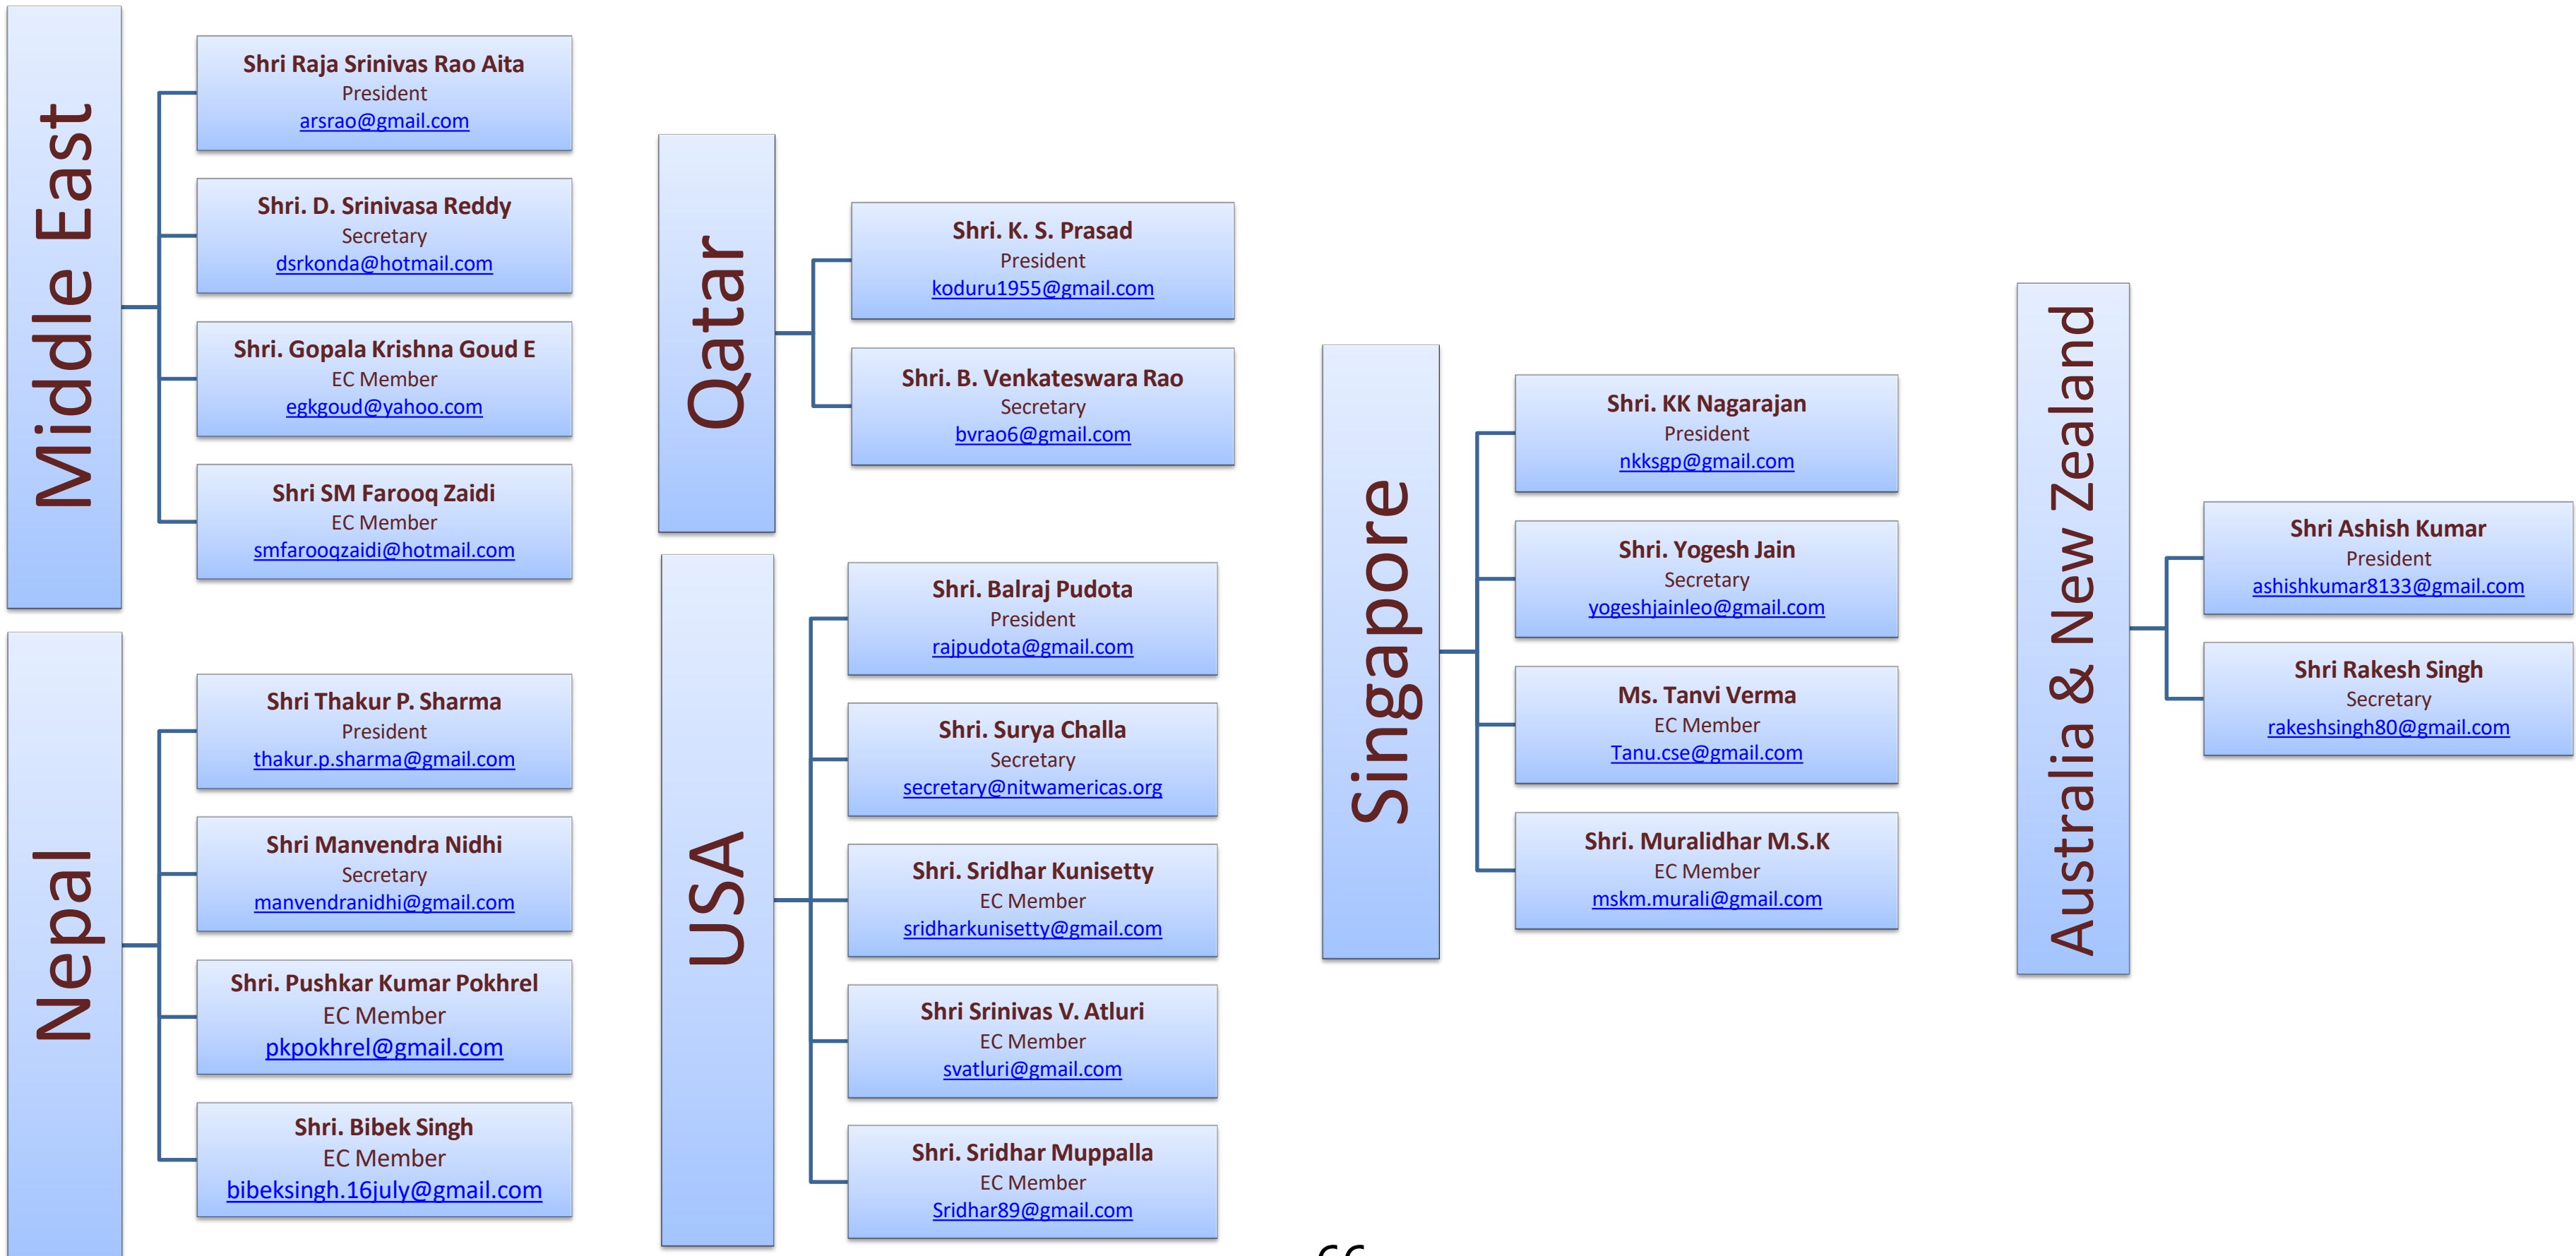 Middle East
Shri Raja Srinivas Rao Aita
President
arsrao@gmail.com
Shri. D. Srinivasa Reddy
Secretary
dsrkonda@hotmail.com
Shri. Gopala Krishna Goud E
EC Member
egkgoud@yahoo.com
Shri SM Farooq Zaidi
EC Member
smfarooqzaidi@hotmail.com
Nepal
Shri Thakur P. Sharma
President
thakur.p.sharma@gmail.com
Shri Manvendra Nidhi
Secretary
manvendranidhi@gmail.com
Shri. Pushkar Kumar Pokhrel
EC Member
pkpokhrel@gmail.com
Shri. Bibek Singh
EC Member
bibeksingh.16july@gmail.com
Qatar
Shri. K. S. Prasad
President
koduru1955@gmail.com
Shri. B. Venkateswara Rao
Secretary
bvrao6@gmail.com
USA
Shri. Balraj Pudota
President
rajpudota@gmail.com
Shri. Surya Challa
Secretary
secretary@nitwamericas.org
Shri. Sridhar Kunisetty
EC Member
sridharkunisetty@gmail.com
Shri Srinivas V. Atluri
EC Member
svatluri@gmail.com
Shri. Sridhar Muppalla
EC Member
Sridhar89@gmail.com
Singapore
Shri. KK Nagarajan
President
nkksgp@gmail.com
Shri. Yogesh Jain
Secretary
yogeshjainleo@gmail.com
Ms. Tanvi Verma
EC Member
Tanu.cse@gmail.com
Shri. Muralidhar M.S.K
EC Member
mskm.murali@gmail.com
Australia & New Zealand
Shri Ashish Kumar
President
ashishkumar8133@gmail.com
Shri Rakesh Singh
Secretary
rakeshsingh80@gmail.com